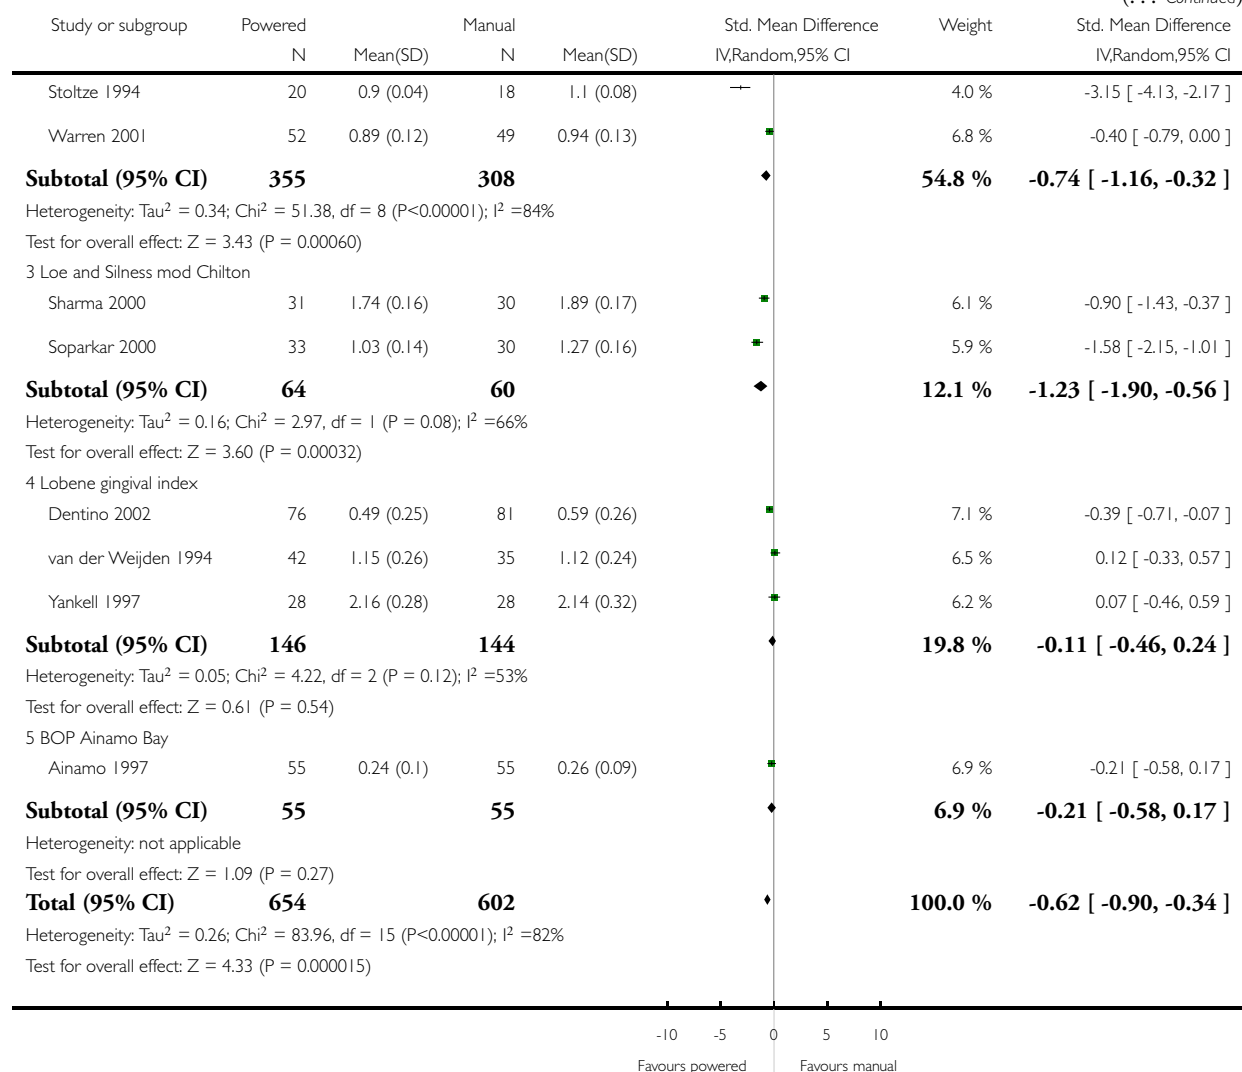 (. . . Continued)
Study or subgroup Powered Manual Std. Mean Difference Weight Std. Mean Difference
N Mean(SD) N Mean(SD) IV,Random,95% CI IV,Random,95% CI
Stoltze 1994 20 0.9 (0.04) 18 1.1 (0.08) 4.0 % -3.15 [ -4.13, -2.17 ]
Warren 2001 52 0.89 (0.12) 49 0.94 (0.13) 6.8 % -0.40 [ -0.79, 0.00 ]
Subtotal (95% CI) 355 308 54.8 % -0.74 [ -1.16, -0.32 ]
Heterogeneity: Tau² = 0.34; Chi² = 51.38, df = 8 (P<0.00001); I² =84%
Test for overall effect: Z = 3.43 (P = 0.00060)
3 Loe and Silness mod Chilton
Sharma 2000 31 1.74 (0.16) 30 1.89 (0.17) 6.1 % -0.90 [ -1.43, -0.37 ]
Soparkar 2000 33 1.03 (0.14) 30 1.27 (0.16) 5.9 % -1.58 [ -2.15, -1.01 ]
Subtotal (95% CI) 64 60 12.1 % -1.23 [ -1.90, -0.56 ]
Heterogeneity: Tau² = 0.16; Chi² = 2.97, df = 1 (P = 0.08); I² =66%
Test for overall effect: Z = 3.60 (P = 0.00032)
4 Lobene gingival index
Dentino 2002 76 0.49 (0.25) 81 0.59 (0.26) 7.1 % -0.39 [ -0.71, -0.07 ]
van der Weijden 1994 42 1.15 (0.26) 35 1.12 (0.24) 6.5 % 0.12 [ -0.33, 0.57 ]
Yankell 1997 28 2.16 (0.28) 28 2.14 (0.32) 6.2 % 0.07 [ -0.46, 0.59 ]
Subtotal (95% CI) 146 144 19.8 % -0.11 [ -0.46, 0.24 ]
Heterogeneity: Tau² = 0.05; Chi² = 4.22, df = 2 (P = 0.12); I² =53%
Test for overall effect: Z = 0.61 (P = 0.54)
5 BOP Ainamo Bay
Ainamo 1997 55 0.24 (0.1) 55 0.26 (0.09) 6.9 % -0.21 [ -0.58, 0.17 ]
Subtotal (95% CI) 55 55 6.9 % -0.21 [ -0.58, 0.17 ]
Heterogeneity: not applicable
Test for overall effect: Z = 1.09 (P = 0.27)
Total (95% CI) 654 602 100.0 % -0.62 [ -0.90, -0.34 ]
Heterogeneity: Tau² = 0.26; Chi² = 83.96, df = 15 (P<0.00001); I² =82%
Test for overall effect: Z = 4.33 (P = 0.000015)
-10 -5 0 5 10
Favours powered Favours manual